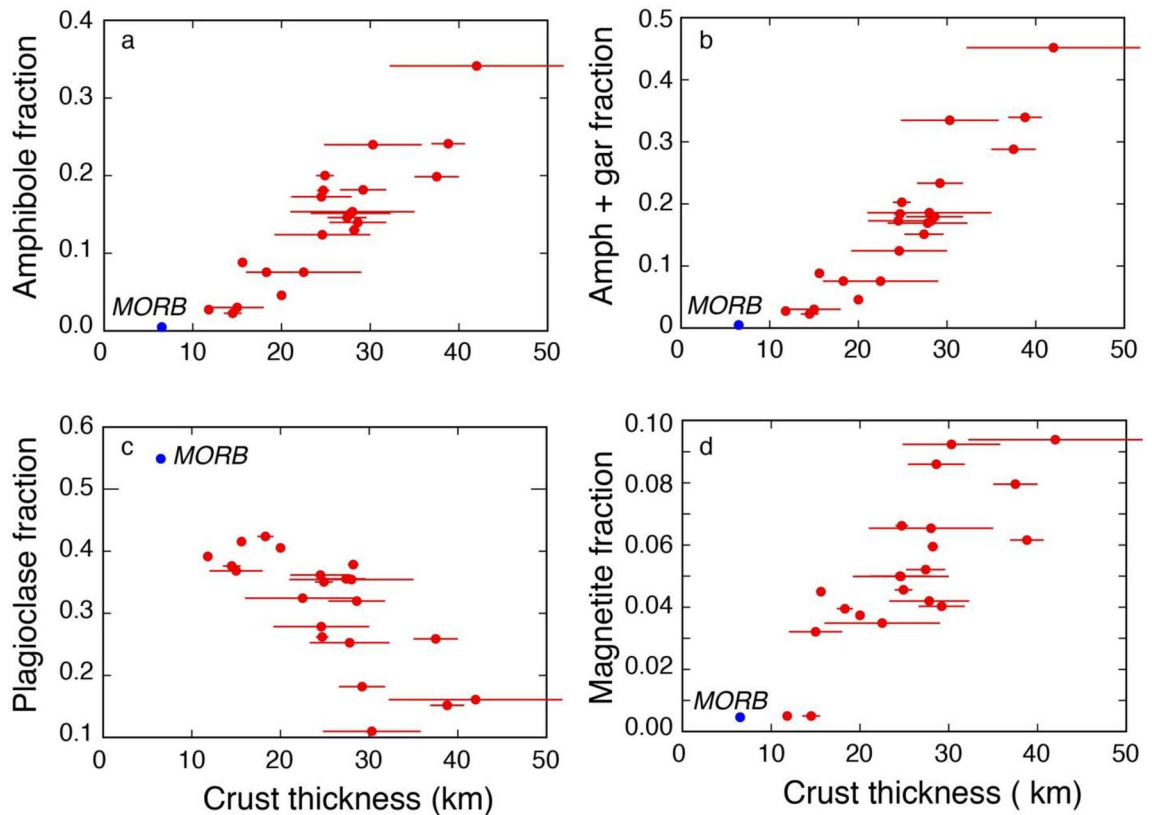 a
Amphibole fraction
0.4
0.3
0.2
0.1
0.0
MORB
0 10 20 30 40 50
b
Amph + gar fraction
0.5
0.4
0.3
0.2
0.1
0
MORB
0 10 20 30 40 50
c
Plagioclase fraction
0.6
0.5
0.4
0.3
0.2
0.1
MORB
0 10 20 30 40 50
Crust thickness (km)
d
Magnetite fraction
0.10
0.08
0.06
0.04
0.02
0.00
MORB
0 10 20 30 40 50
Crust thickness ( km)